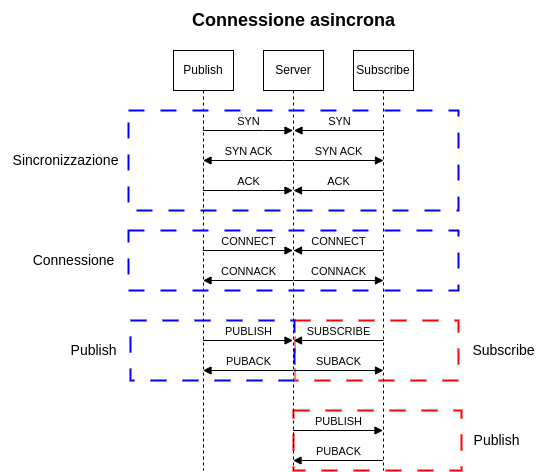 Connessione asincrona
Publish Server Subscribe
SYN SYN
Sincronizzazione SYN ACK SYN ACK
ACK ACK
CONNECT CONNECT
Connessione
CONNACK CONNACK
PUBLISH SUBSCRIBE
Publish Subscribe
PUBACK SUBACK
PUBLISH
Publish
PUBACK